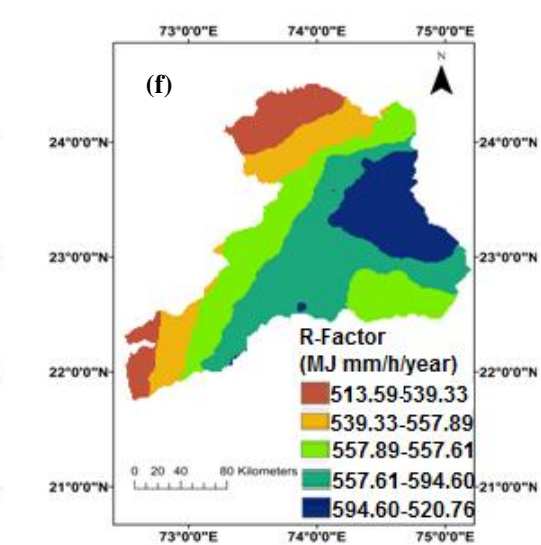 73°0'0"E 74°0'0"E 75°0'0"E
N
(f)
24°0'0"N 24°0'0"N
23°0'0"N 23°0'0"N
R-Factor
(MJ mm/h/year)
22°0'0"N 22°0'0"N
513.59-539.33
539.33-557.89
557.89-557.61
0 20 40 80 Kilometers
557.61-594.60
21°0'0"N 21°0'0"N
594.60-520.76
73°0'0"E 74°0'0"E 75°0'0"E